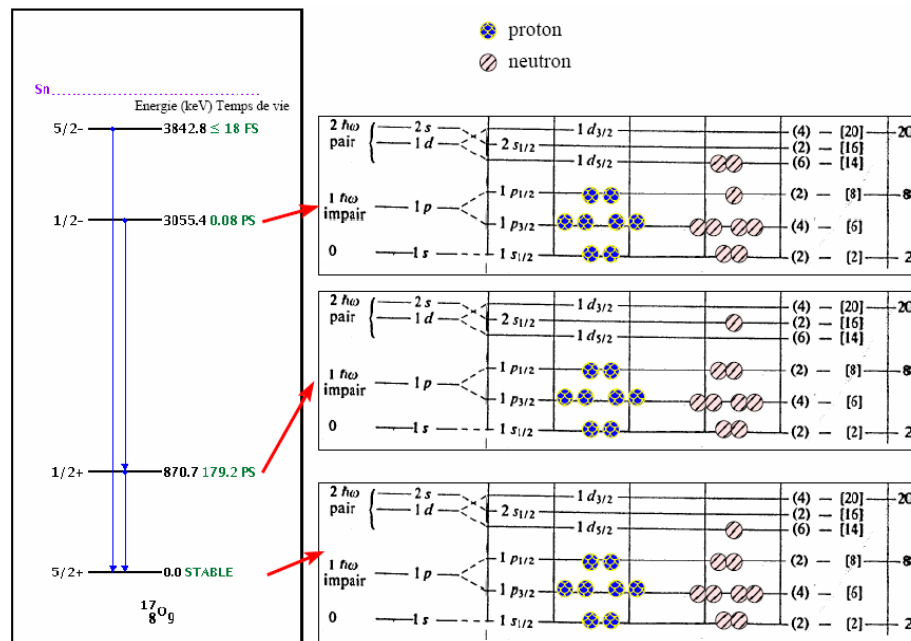 proton
neutron
Sn
Energie (keV) Temps de vie
5/2- 3842.8 ≤ 18 FS
1/2- 3055.4 0.08 PS
1/2+ 870.7 179.2 PS
5/2+ 0.0 STABLE
17
8 O9
2 ℏω 2 s 1 d3/2 (4) – [20] 20
pair 1 d 2 s1/2 (2) – [16]
1 d5/2 (6) – [14]
1 ℏω 1 p1/2 (2) – [8] 8
impair 1 p 1 p3/2 (4) – [6]
0 1 s 1 s1/2 (2) – [2] 2
2 ℏω 2 s 1 d3/2 (4) – [20] 20
pair 1 d 2 s1/2 (2) – [16]
1 d5/2 (6) – [14]
1 ℏω 1 p1/2 (2) – [8] 8
impair 1 p 1 p3/2 (4) – [6]
0 1 s 1 s1/2 (2) – [2] 2
2 ℏω 2 s 1 d3/2 (4) – [20] 20
pair 1 d 2 s1/2 (2) – [16]
1 d5/2 (6) – [14]
1 ℏω 1 p1/2 (2) – [8] 8
impair 1 p 1 p3/2 (4) – [6]
0 1 s 1 s1/2 (2) – [2] 2